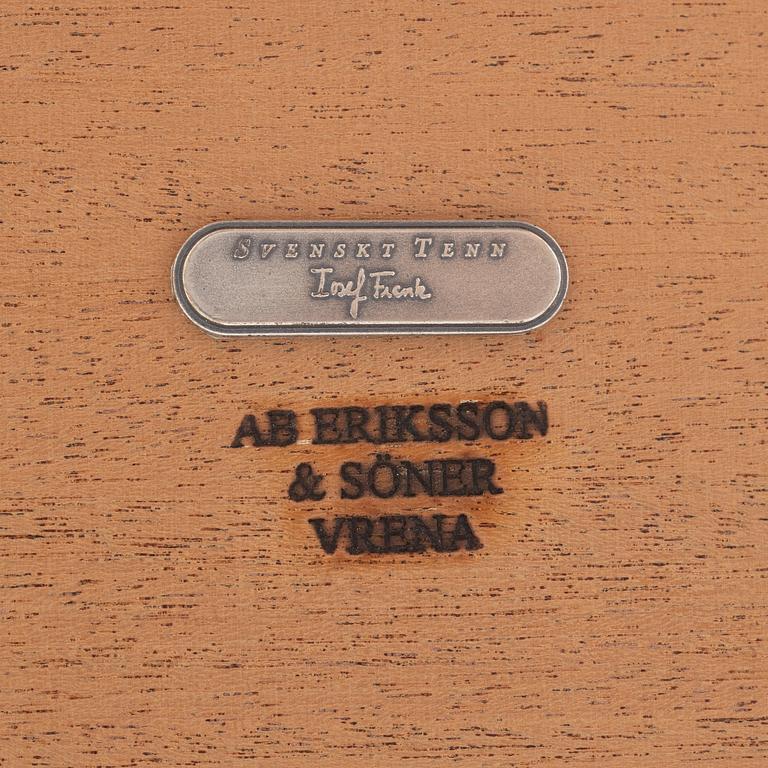 SVENSKT TENN
Josef Frank
AB ERIKSSON
& SÖNER
VRENA